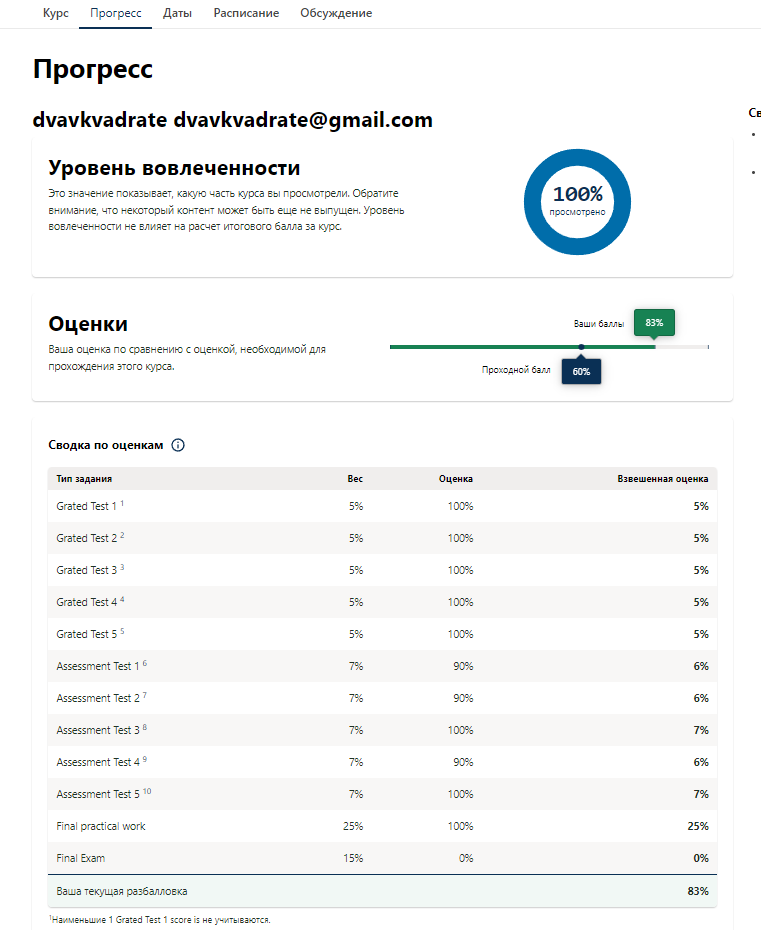 Курс Прогресс Даты Расписание Обсуждение
Прогресс
dvavkvadrate dvavkvadrate@gmail.com
Св
Уровень вовлеченности
Это значение показывает, какую часть курса вы просмотрели. Обратите
внимание, что некоторый контент может быть еще не выпущен. Уровень
вовлеченности не влияет на расчет итогового балла за курс.
100%
просмотрено
Оценки
Ваша оценка по сравнению с оценкой, необходимой для
прохождения этого курса.
Ваши баллы 83%
Проходной балл 60%
Сводка по оценкам
Тип задания Вес Оценка Взвешенная оценка
Grated Test 1 1 5% 100% 5%
Grated Test 2 2 5% 100% 5%
Grated Test 3 3 5% 100% 5%
Grated Test 4 4 5% 100% 5%
Grated Test 5 5 5% 100% 5%
Assessment Test 1 6 7% 90% 6%
Assessment Test 2 7 7% 90% 6%
Assessment Test 3 8 7% 100% 7%
Assessment Test 4 9 7% 90% 6%
Assessment Test 5 10 7% 100% 7%
Final practical work 25% 100% 25%
Final Exam 15% 0% 0%
Ваша текущая разбалловка 83%
1Наименьшие 1 Grated Test 1 score is не учитываются.